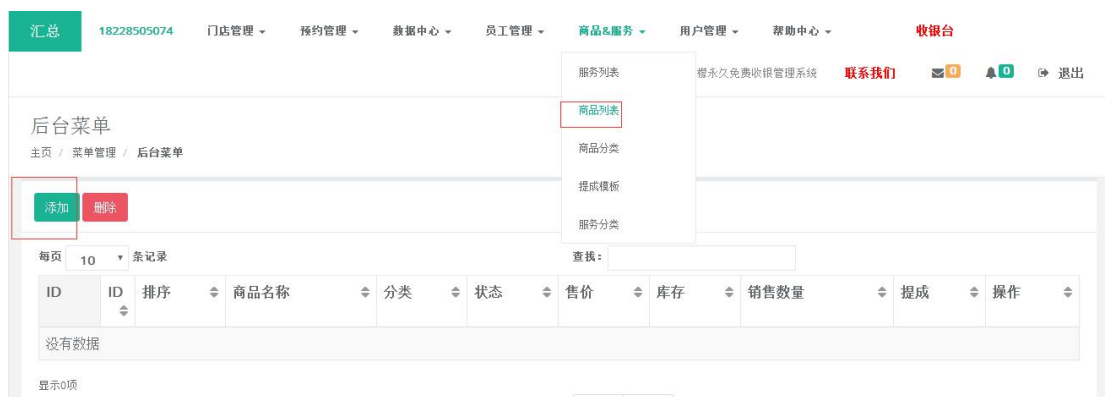 汇总 18228505074 门店管理 预约管理 数据中心 员工管理 商品&服务 用户管理 帮助中心 收银台
服务列表 永久免费收银管理系统 联系我们 0 0 退出
商品列表
后台菜单
主页 / 菜单管理 / 后台菜单
商品分类
提成模板
添加 删除
服务分类
每页 10 条记录 查找:
ID ID 排序 商品名称 分类 状态 售价 库存 销售数量 提成 操作
没有数据
显示0项